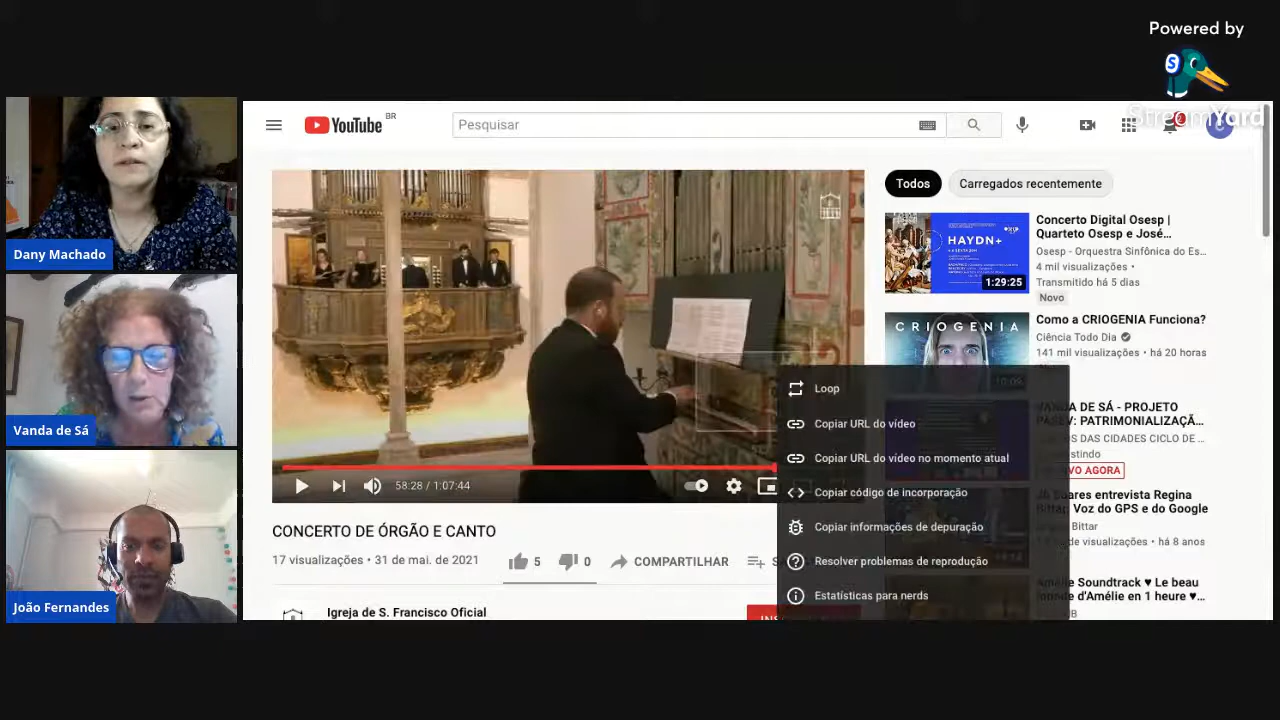 Powered by
StreamYard
Dany Machado
Vanda de Sá
João Fernandes
YouTube BR
Pesquisar
Todos
Carregados recentemente
HAYDN+
1:29:25
Concerto Digital Osesp |
Quarteto Osesp e José...
Osesp - Orquestra Sinfônica do Es...
4 mil visualizações •
Transmitido há 5 dias
Novo
CRIOGENIA
10:09
Como a CRIOGENIA Funciona?
Ciência Todo Dia
141 mil visualizações • há 20 horas
VANDA DE SÁ - PROJETO
PASEV: PATRIMONIALIZAÇÃ...
DAS CIDADES CICLO DE ...
VO AGORA
Soares entrevista Regina
Bittar: Voz do GPS e do Google
Bittar
de visualizações • há 8 anos
Amélie Soundtrack ♥ Le beau
monde d'Amélie en 1 heure ♥...
Loop
Copiar URL do vídeo
Copiar URL do vídeo no momento atual
Copiar código de incorporação
Copiar informações de depuração
Resolver problemas de reprodução
Estatísticas para nerds
58:28 / 1:07:44
CONCERTO DE ÓRGÃO E CANTO
17 visualizações • 31 de mai. de 2021
5
0
COMPARTILHAR
Igreja de S. Francisco Oficial